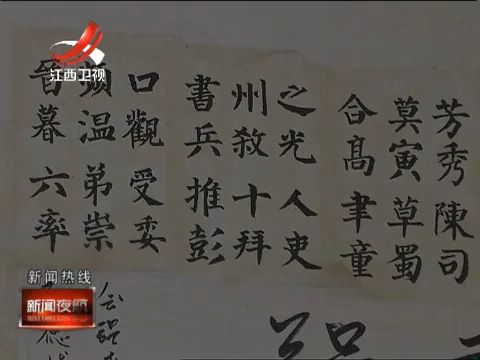 江西卫视
芳秀陳司
莫寅草蜀
合高聿童
之光人吏
州敎十拜
書兵推彭
口觀受委
頻温弟崇
暮六率
新闻热线
新闻夜航